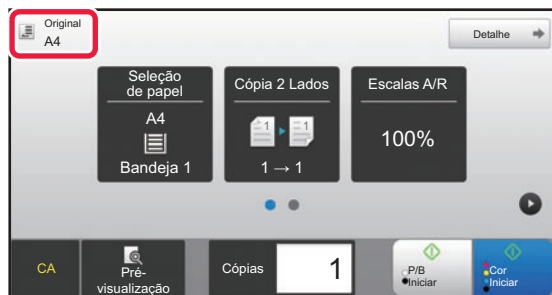 Original
A4
Detalhe
Seleção
de papel
A4
Bandeja 1
Cópia 2 Lados
1
1
1 → 1
Escalas A/R
100%
CA
Pré-
visualização
Cópias
1
P/B
Iniciar
Cor
Iniciar